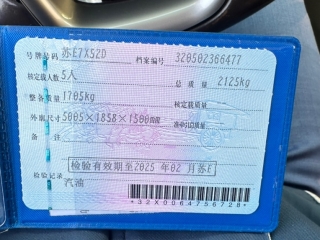 号牌号码 苏E7X52D 档案编号 320502366477
核定载人数 5人 总质量 2125kg
整备质量 1705kg 核定载质量
外廓尺寸 5005×1858×1500mm 准牵引总质量
检验有效期至2025年02月苏E
检验记录
汽油
*32X0064756728*